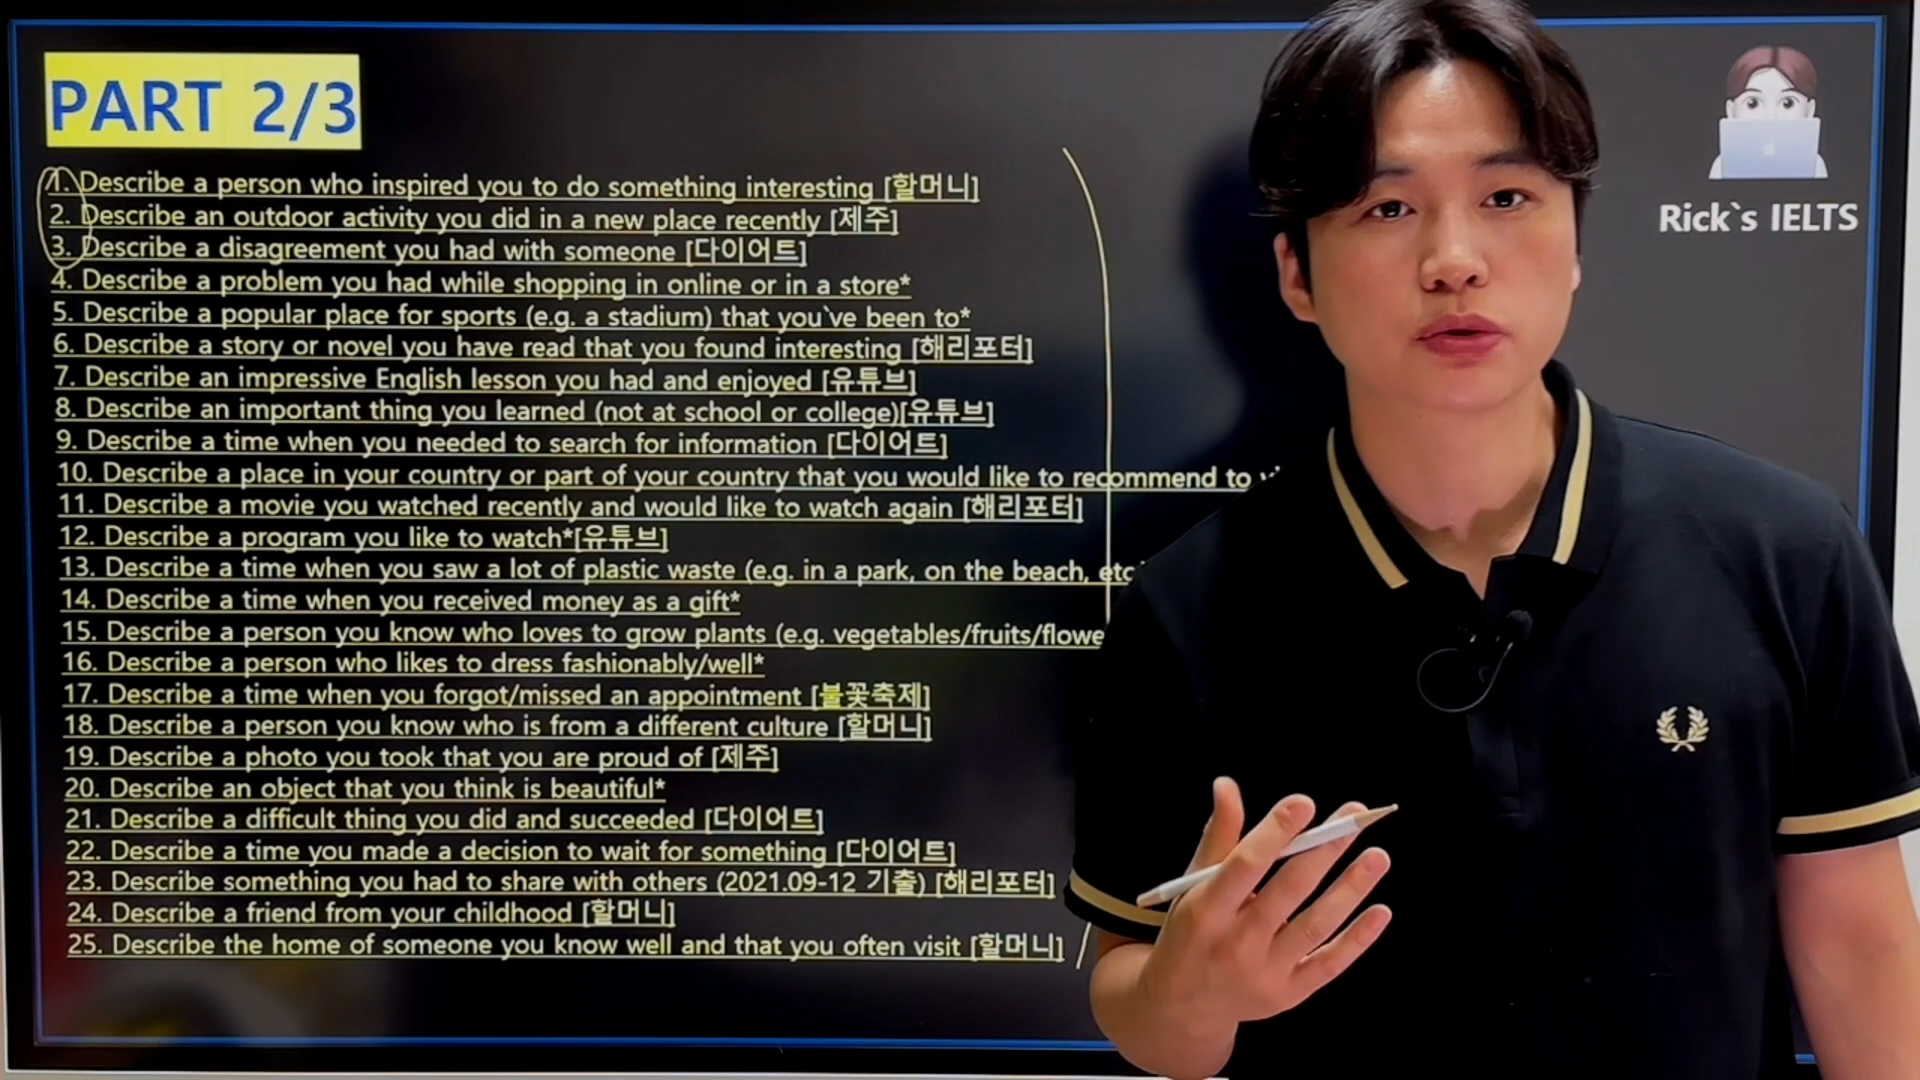 PART 2/3
1. Describe a person who inspired you to do something interesting [할머니]
2. Describe an outdoor activity you did in a new place recently [제주]
3. Describe a disagreement you had with someone [다이어트]
4. Describe a problem you had while shopping in online or in a store*
5. Describe a popular place for sports (e.g. a stadium) that you`ve been to*
6. Describe a story or novel you have read that you found interesting [해리포터]
7. Describe an impressive English lesson you had and enjoyed [유튜브]
8. Describe an important thing you learned (not at school or college)[유튜브]
9. Describe a time when you needed to search for information [다이어트]
10. Describe a place in your country or part of your country that you would like to recommend to
11. Describe a movie you watched recently and would like to watch again [해리포터]
12. Describe a program you like to watch*[유튜브]
13. Describe a time when you saw a lot of plastic waste (e.g. in a park, on the beach, etc
14. Describe a time when you received money as a gift*
15. Describe a person you know who loves to grow plants (e.g. vegetables/fruits/flowe
16. Describe a person who likes to dress fashionably/well*
17. Describe a time when you forgot/missed an appointment [불꽃축제]
18. Describe a person you know who is from a different culture [할머니]
19. Describe a photo you took that you are proud of [제주]
20. Describe an object that you think is beautiful*
21. Describe a difficult thing you did and succeeded [다이어트]
22. Describe a time you made a decision to wait for something [다이어트]
23. Describe something you had to share with others (2021.09-12 기출) [해리포터]
24. Describe a friend from your childhood [할머니]
25. Describe the home of someone you know well and that you often visit [할머니]
Rick`s IELTS